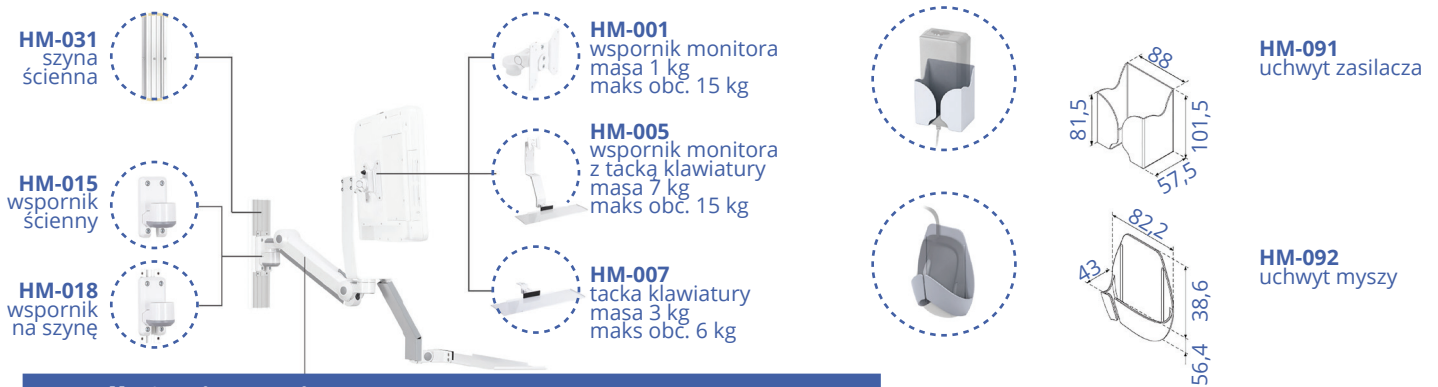 HM-031
szyna
ścienna
HM-015
wspornik
ścienny
HM-018
wspornik
na szynę
HM-001
wspornik monitora
masa 1 kg
maks obc. 15 kg
HM-005
wspornik monitora
z tacką klawiatury
masa 7 kg
maks obc. 15 kg
HM-007
tacka klawiatury
masa 3 kg
maks obc. 6 kg
88
81,5
101,5
57,5
HM-091
uchwyt zasilacza
82,2
43
38,6
56,4
HM-092
uchwyt myszy